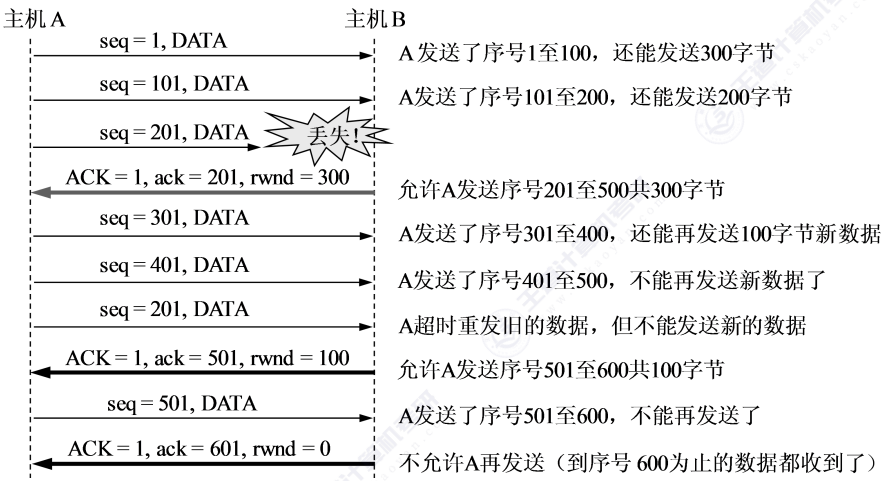 主机A 主机B
seq = 1, DATA A发送了序号1至100，还能发送300字节
seq = 101, DATA A发送了序号101至200，还能发送200字节
seq = 201, DATA 丢失!
ACK = 1, ack = 201, rwnd = 300 允许A发送序号201至500共300字节
seq = 301, DATA A发送了序号301至400，还能再发送100字节新数据
seq = 401, DATA A发送了序号401至500，不能再发送新数据了
seq = 201, DATA A超时重发旧的数据，但不能发送新的数据
ACK = 1, ack = 501, rwnd = 100 允许A发送序号501至600共100字节
seq = 501, DATA A发送了序号501至600，不能再发送了
ACK = 1, ack = 601, rwnd = 0 不允许A再发送（到序号600为止的数据都收到了）